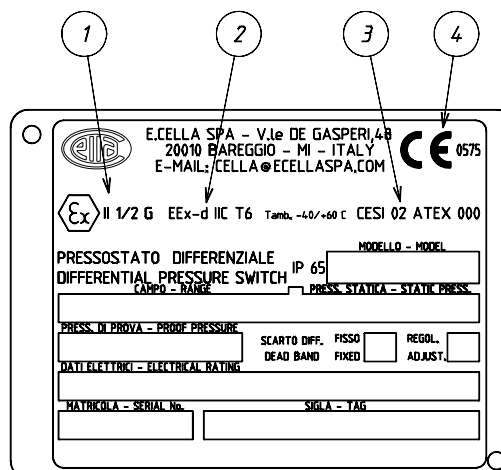 1 2 3 4
ella
E.CELLA SPA - V.le DE GASPERI,48
20010 BAREGGIO - MI - ITALY
E-MAIL: CELLA@ECELLASPA,COM
CE 0575
Ex II 1/2 G EEx-d IIC T6 Tamb. -40/+60 C CESI 02 ATEX 000
PRESSOSTATO DIFFERENZIALE
DIFFERENTIAL PRESSURE SWITCH
IP 65
MODELLO - MODEL
CAMPO - RANGE PRESS. STATICA - STATIC PRESS.
PRESS. DI PROVA - PROOF PRESSURE
SCARTO DIFF. FISSO REGOL.
DEAD BAND FIXED ADJUST.
DATI ELETTRICI - ELECTRICAL RATING
MATRICOLA - SERIAL No. SIGLA - TAG